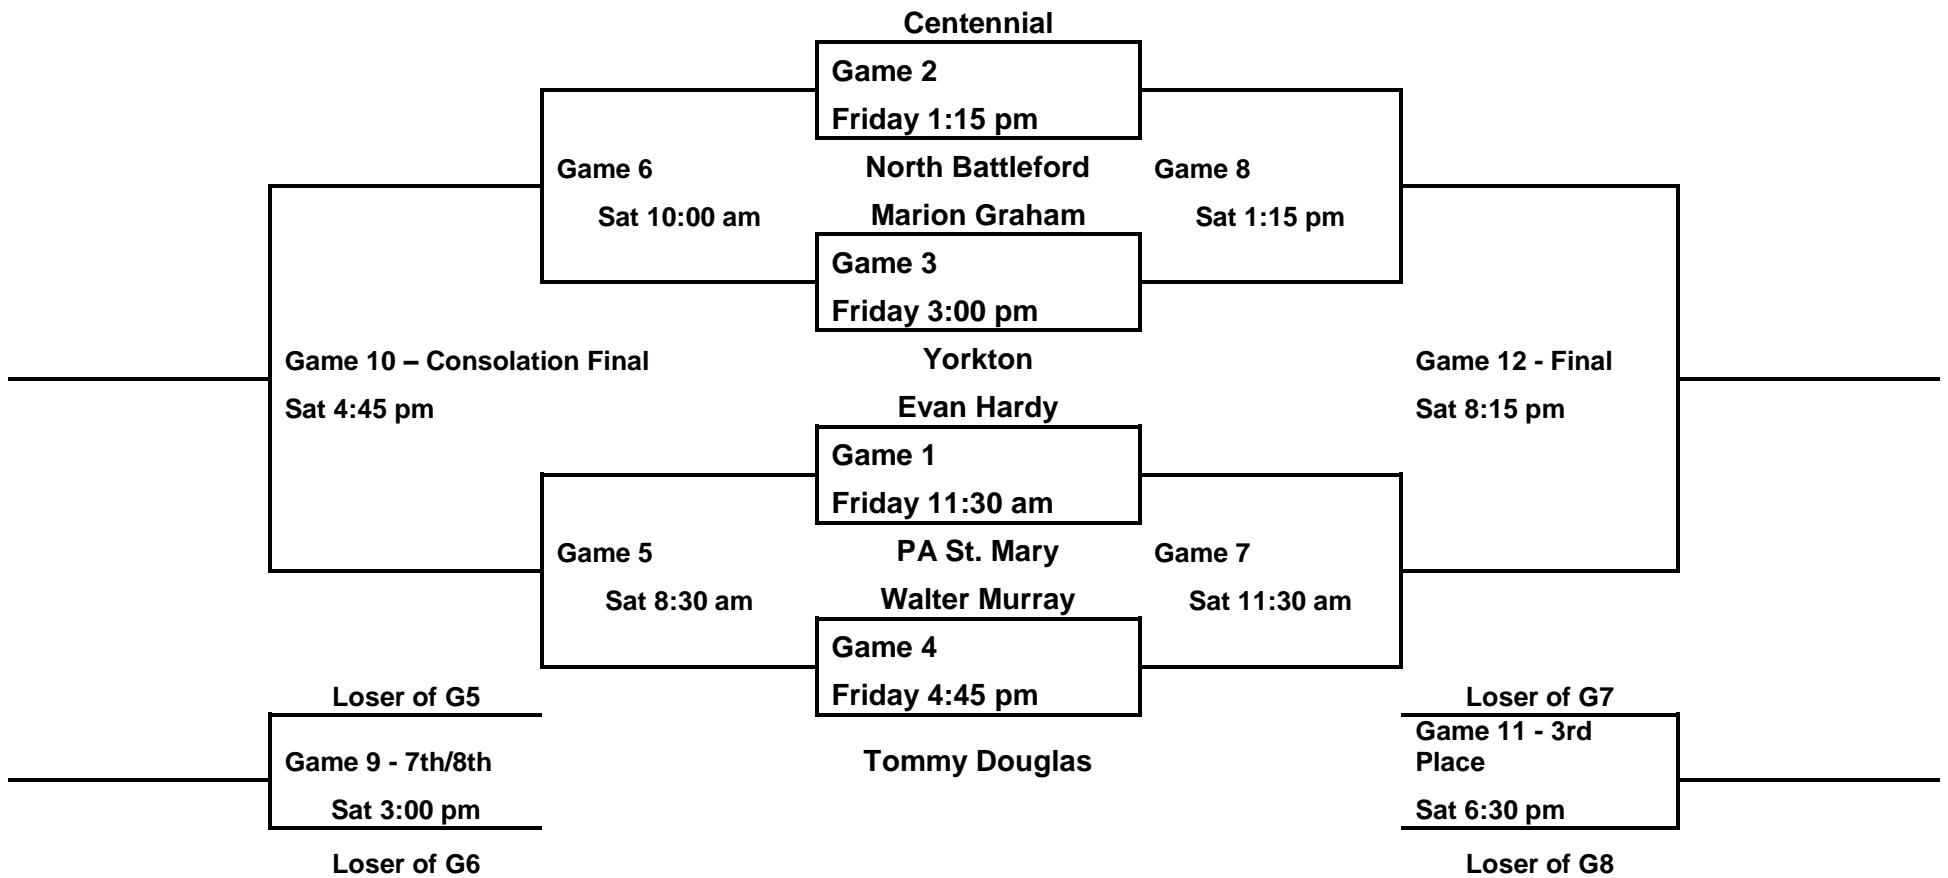 Centennial
Game 2
Friday 1:15 pm
Game 6
North Battleford
Game 8
Sat 10:00 am
Marion Graham
Sat 1:15 pm
Game 3
Friday 3:00 pm
Game 10 – Consolation Final
Yorkton
Game 12 - Final
Sat 4:45 pm
Evan Hardy
Sat 8:15 pm
Game 1
Friday 11:30 am
Game 5
PA St. Mary
Game 7
Sat 8:30 am
Walter Murray
Sat 11:30 am
Game 4
Loser of G5
Friday 4:45 pm
Loser of G7
Game 11 - 3rd
Place
Game 9 - 7th/8th
Tommy Douglas
Sat 3:00 pm
Sat 6:30 pm
Loser of G6
Loser of G8